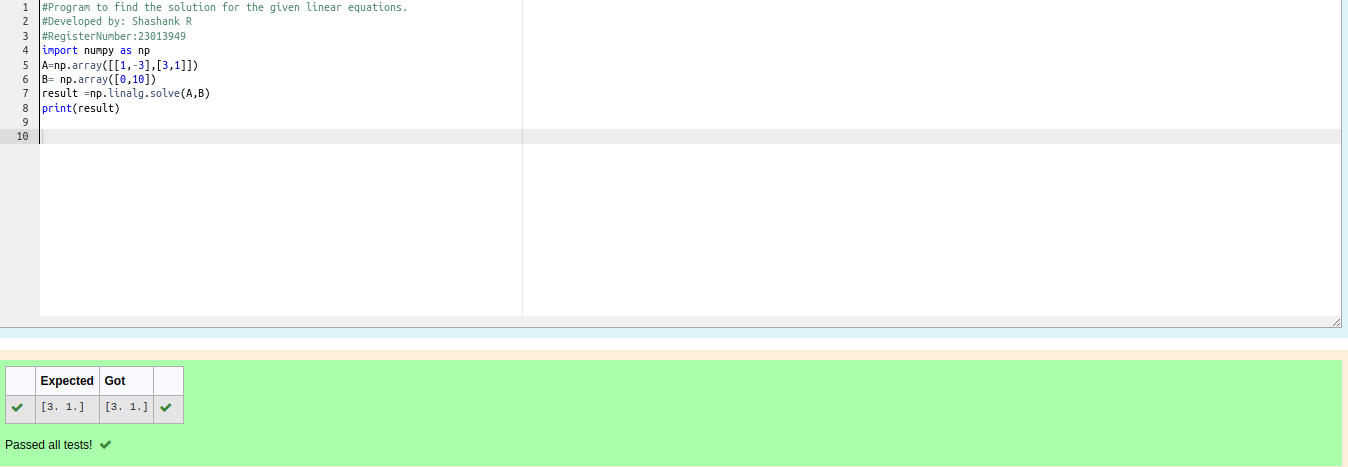 1 #Program to find the solution for the given linear equations.
2 #Developed by: Shashank R
3 #RegisterNumber:23013949
4 import numpy as np
5 A=np.array([[1,-3],[3,1]])
6 B= np.array([0,10])
7 result =np.linalg.solve(A,B)
8 print(result)
9
10
Expected Got
[3. 1.] [3. 1.]
Passed all tests!